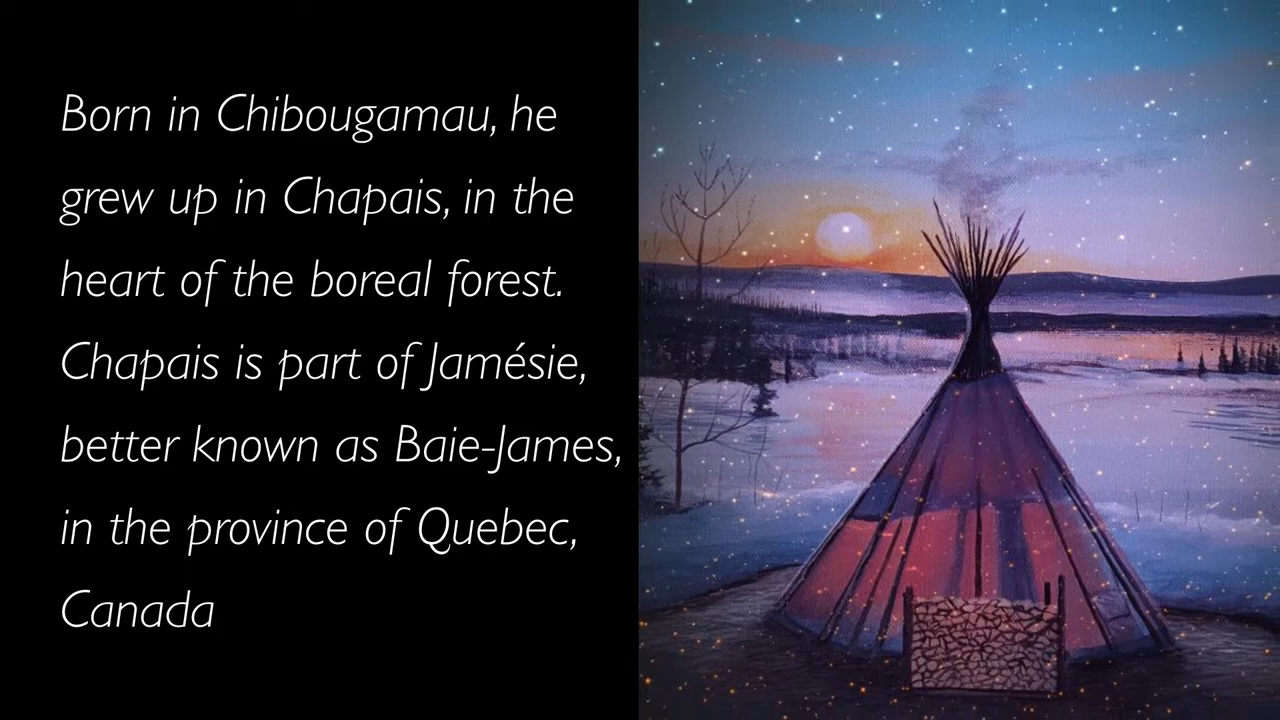 Born in Chibougamau, he
grew up in Chapais, in the
heart of the boreal forest.
Chapais is part of Jamésie,
better known as Baie-James,
in the province of Quebec,
Canada